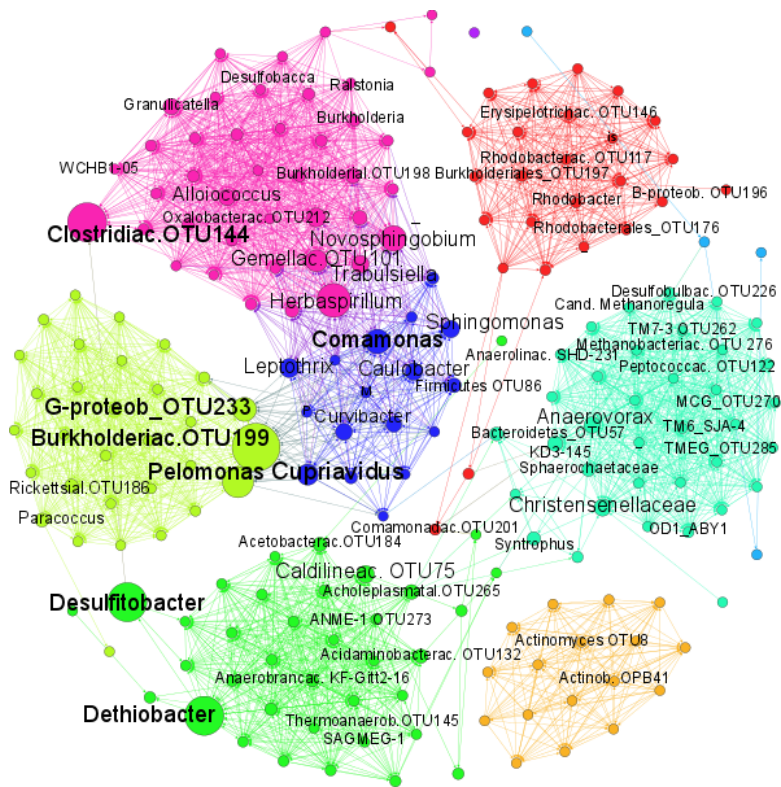 Desulfobacca
Ralstonia
Granulicatella
Burkholderia
WCHB1-05
Burkholderial.OTU198
Alloiococcus
Oxalobacterac. OTU212
Clostridiac.OTU144
Novosphingobium
Gemellac.OTU101
Trabulsiella
Herbaspirillum
Erysipelotrichac. OTU146
is
Rhodobacterac. OTU117
Burkholderiales_OTU197
B-proteob. OTU196
Rhodobacter
Rhodobacterales_OTU176
Sphingomonas
Comamonas
Leptothrix
Caulobacter
Firmicutes OTU86
Curvibacter
Pelomonas Cupriavidus
G-proteob_OTU233
Burkholderiac.OTU199
Rickettsial.OTU186
Paracoccus
Desulfobulbac. OTU226
Cand. Methanoregula
TM7-3 OTU262
Anaerolinac. SHD-231
Methanobacteriac. OTU 276
Peptococcac. OTU122
MCG_OTU270
Anaerovorax
TM6_SJA-4
Bacteroidetes_OTU57
TMEG_OTU285
KD3-145
Sphaerochaetaceae
Christensenellaceae
OD1_ABY1
Comamonadac.OTU201
Syntrophus
Acetobacterac.OTU184
Caldilineac. OTU75
Acholeplasmatal.OTU265
Desulfitobacter
ANME-1 OTU273
Acidaminobacterac. OTU132
Anaerobrancac. KF-Gitt2-16
Dethiobacter
Thermoanaerob.OTU145
SAGMEG-1
Actinomyces OTU8
Actinob. OPB41